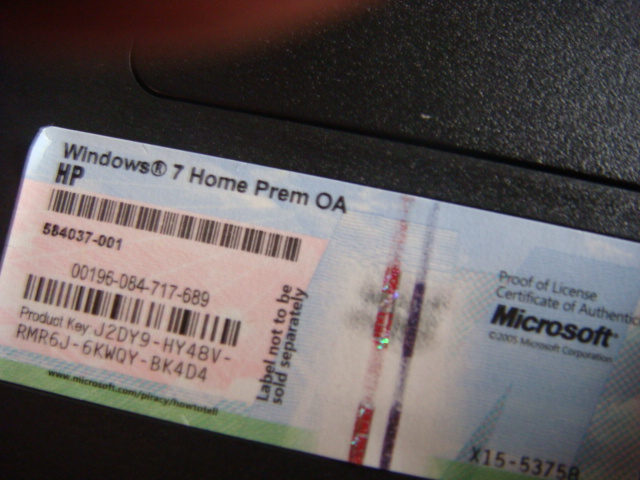 Windows® 7 Home Prem OA
HP
584037-001
00196-084-717-689
Product Key J2DY9-HY48V-
RMR6J-6KWQY-BK4D4
www.microsoft.com/piracy/howtotell
Label not to be
sold separately
Proof of License
Certificate of
Microsoft
©2005 Microsoft Corporation